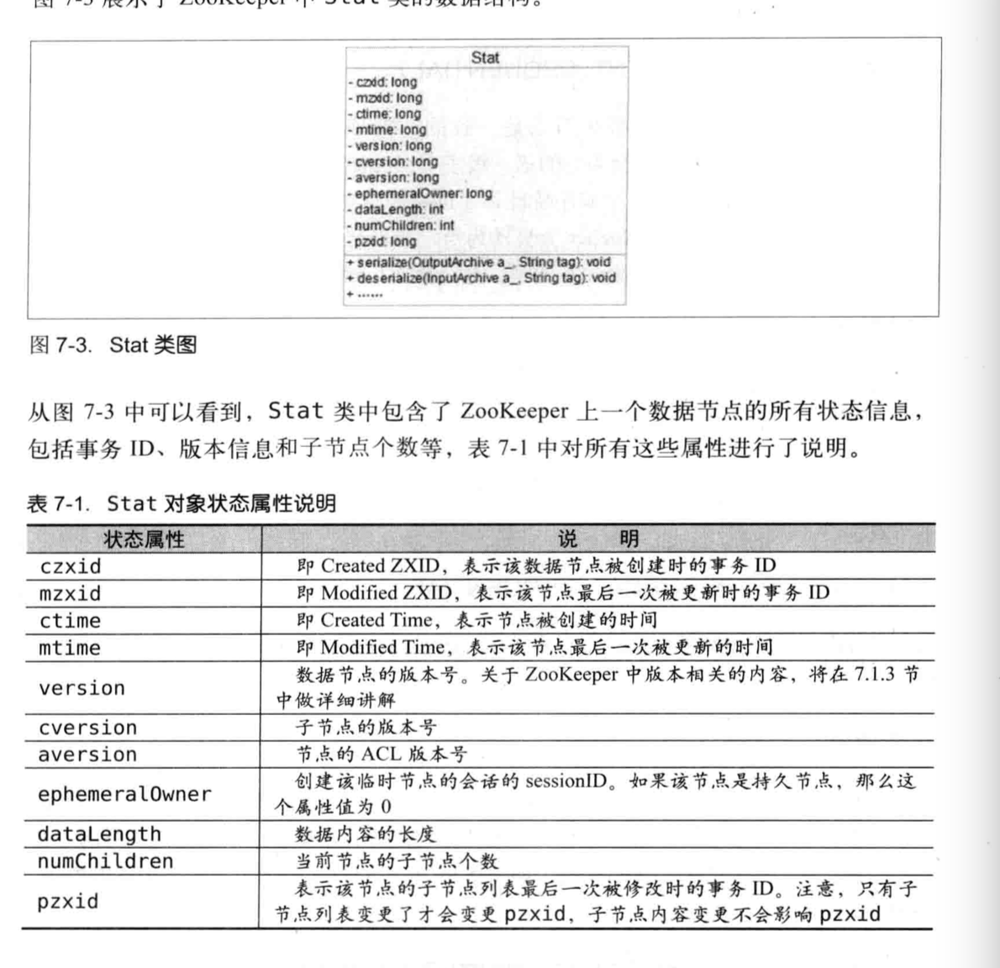 图 7-3 展示了 ZooKeeper 中 Stat 类的数据结构。
Stat
- czxid: long
- mzxid: long
- ctime: long
- mtime: long
- version: long
- cversion: long
- aversion: long
- ephemeralOwner: long
- dataLength: int
- numChildren: int
- pzxid: long
+ serialize(OutputArchive a_, String tag): void
+ deserialize(InputArchive a_, String tag): void
+ ......
图 7-3. Stat 类图
从图 7-3 中可以看到，Stat 类中包含了 ZooKeeper 上一个数据节点的所有状态信息，
包括事务 ID、版本信息和子节点个数等，表 7-1 中对所有这些属性进行了说明。
表 7-1. Stat 对象状态属性说明
状态属性 说 明
czxid 即 Created ZXID，表示该数据节点被创建时的事务 ID
mzxid 即 Modified ZXID，表示该节点最后一次被更新时的事务 ID
ctime 即 Created Time，表示节点被创建的时间
mtime 即 Modified Time，表示该节点最后一次被更新的时间
version 数据节点的版本号。关于 ZooKeeper 中版本相关的内容，将在 7.1.3 节
中做详细讲解
cversion 子节点的版本号
aversion 节点的 ACL 版本号
ephemeralOwner 创建该临时节点的会话的 sessionID。如果该节点是持久节点，那么这
个属性值为 0
dataLength 数据内容的长度
numChildren 当前节点的子节点个数
pzxid 表示该节点的子节点列表最后一次被修改时的事务 ID。注意，只有子
节点列表变更了才会变更 pzxid，子节点内容变更不会影响 pzxid